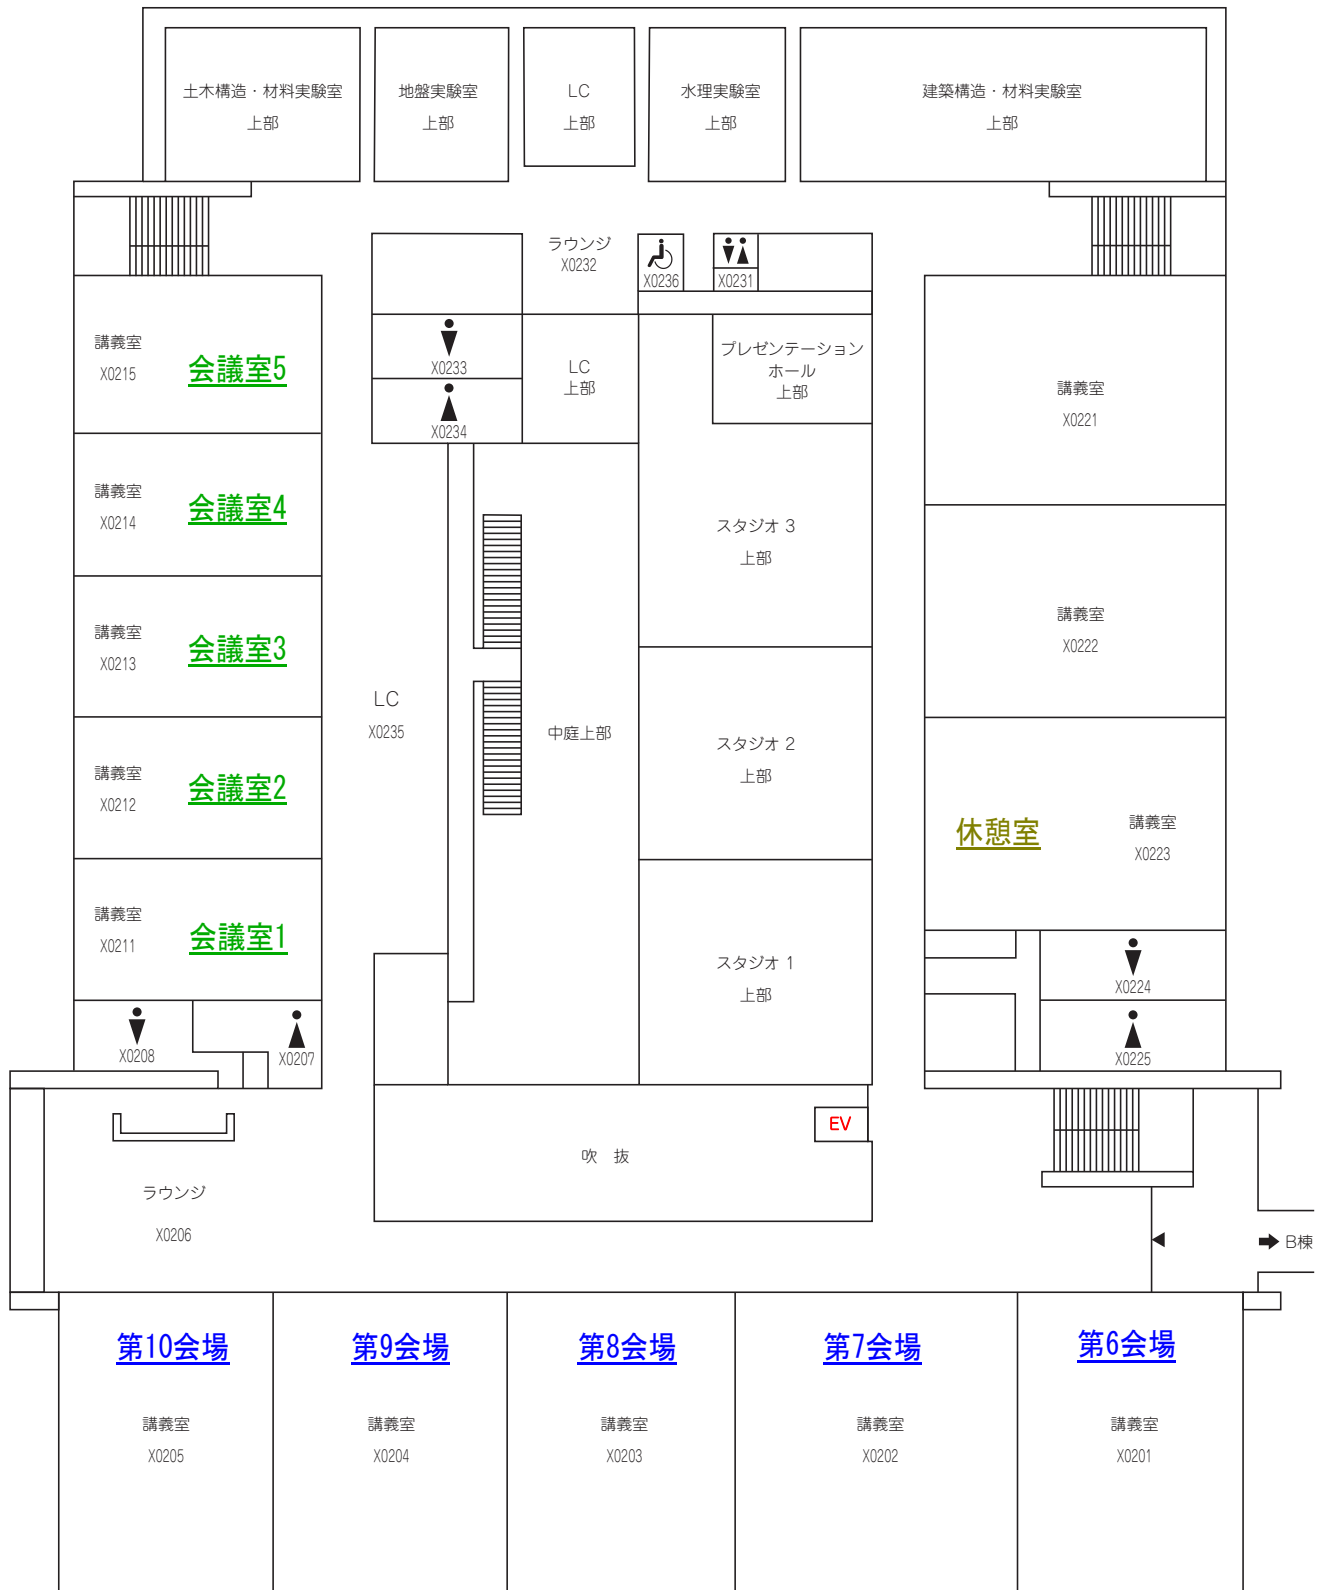 土木構造・材料実験室
上部
地盤実験室
上部
LC
上部
水理実験室
上部
建築構造・材料実験室
上部
ラウンジ
X0232
X0236
X0231
講義室
X0215
会議室5
X0233
X0234
LC
上部
プレゼンテーション
ホール
上部
講義室
X0221
講義室
X0214
会議室4
スタジオ 3
上部
講義室
X0213
会議室3
講義室
X0222
LC
X0235
中庭上部
スタジオ 2
上部
講義室
X0212
会議室2
休憩室
講義室
X0223
講義室
X0211
会議室1
スタジオ 1
上部
X0224
X0225
X0208
X0207
EV
吹 抜
ラウンジ
X0206
B棟
第10会場
第9会場
第8会場
第7会場
第6会場
講義室
X0205
講義室
X0204
講義室
X0203
講義室
X0202
講義室
X0201